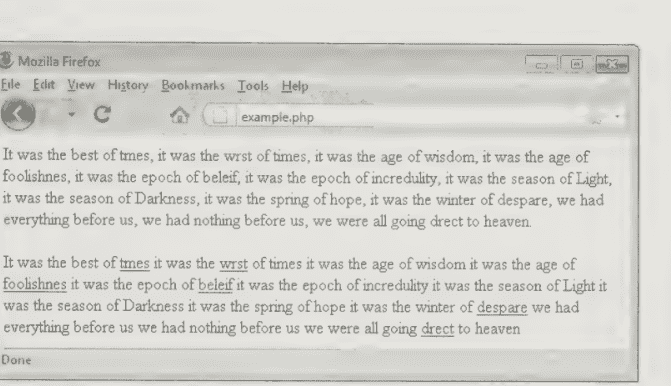 Mozilla Firefox
File Edit View History Bookmarks Tools Help
example.php
It was the best of tmes, it was the wrst of times, it was the age of wisdom, it was the age of
foolishnes, it was the epoch of beleif, it was the epoch of incredulity, it was the season of Light,
it was the season of Darkness, it was the spring of hope, it was the winter of despare, we had
everything before us, we had nothing before us, we were all going drect to heaven.
It was the best of tmes it was the wrst of times it was the age of wisdom it was the age of
foolishnes it was the epoch of beleif it was the epoch of incredulity it was the season of Light it
was the season of Darkness it was the spring of hope it was the winter of despare we had
everything before us we had nothing before us we were all going drect to heaven
Done